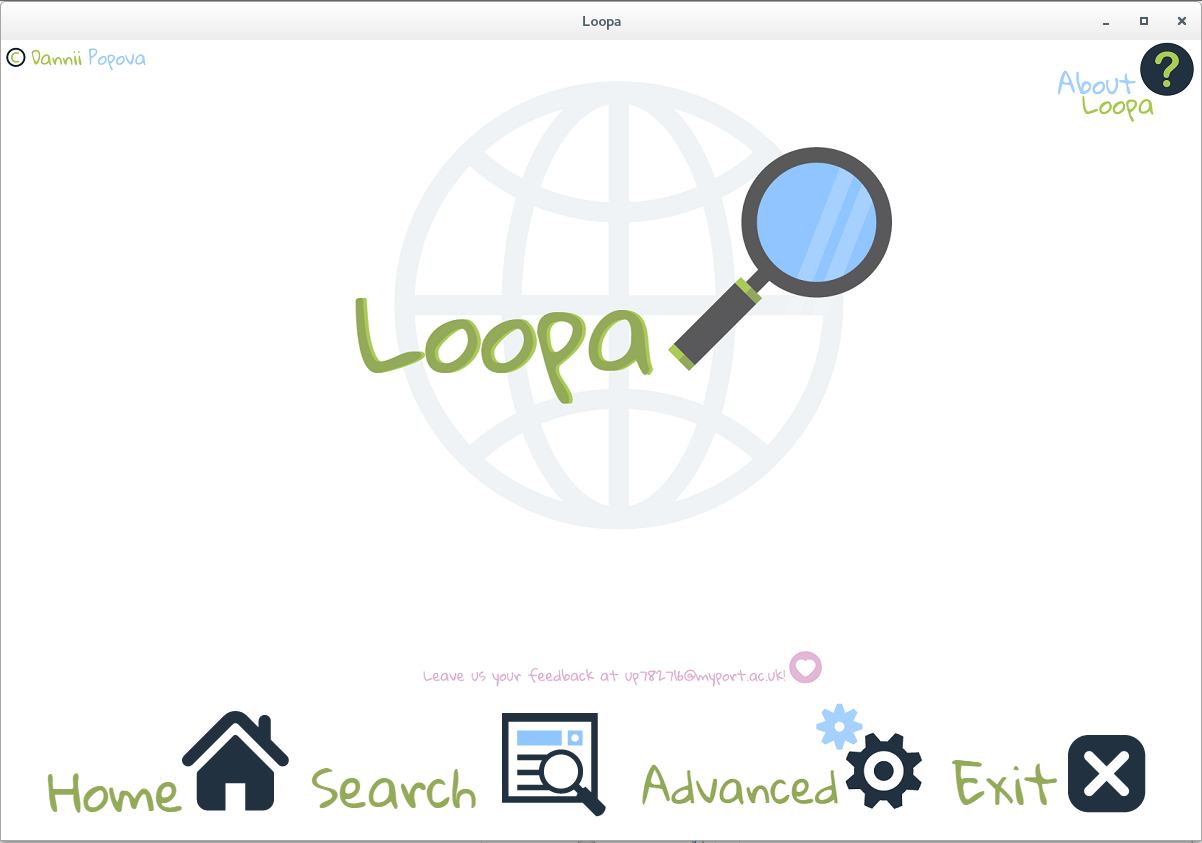 Loopa
© Dannii Popova
About
Loopa
?
Loopa
Leave us your feedback at up782716@myport.ac.uk!
Home
Search
Advanced
Exit